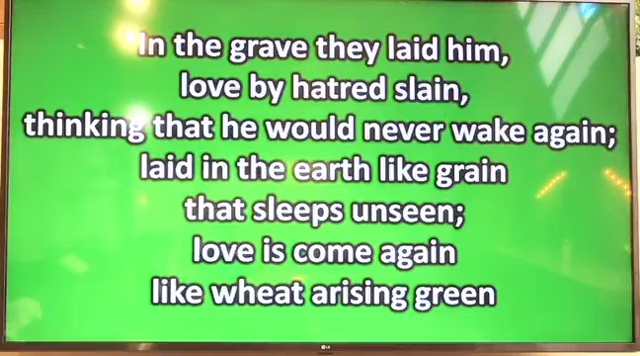 In the grave they laid him,
love by hatred slain,
thinking that he would never wake again;
laid in the earth like grain
that sleeps unseen;
love is come again
like wheat arising green
LG